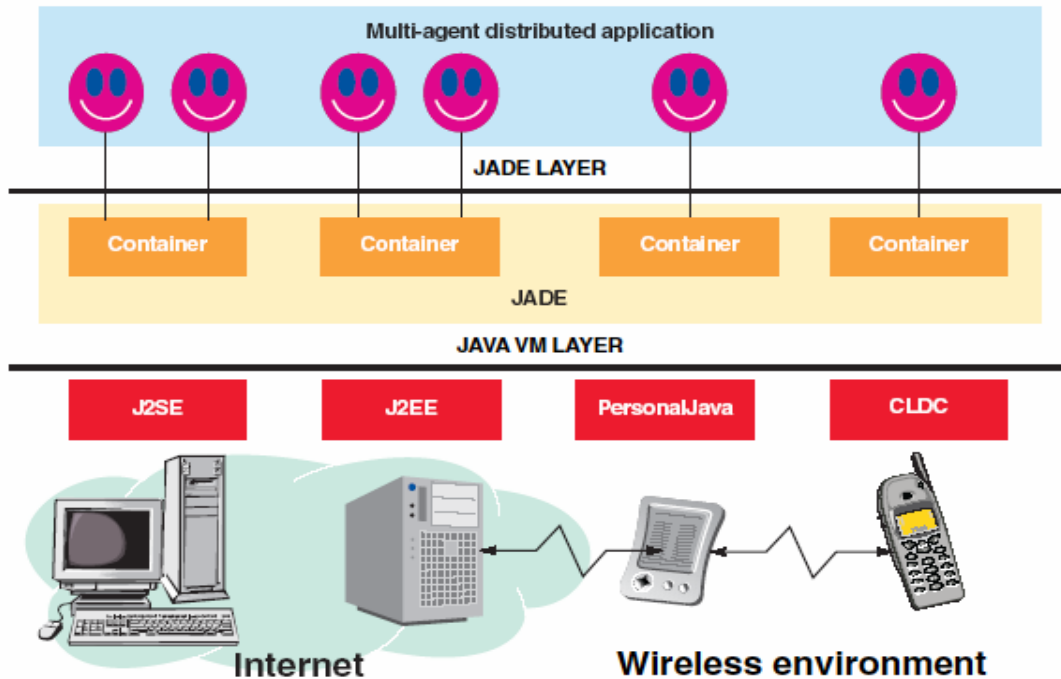 Multi-agent distributed application
JADE LAYER
Container Container Container Container
JADE
JAVA VM LAYER
J2SE J2EE PersonalJava CLDC
Internet Wireless environment